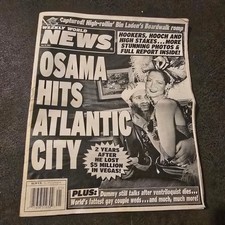 Captured! High-rollin' Bin Laden's Boardwalk romp
WEEKLY WORLD
NEWS
HOOKERS, HOOCH AND
HIGH STAKES... MORE
STUNNING PHOTOS &
FULL REPORT INSIDE!
OSAMA
HITS
ATLANTIC
CITY
2 YEARS
AFTER HE
LOST
$5 MILLION
IN VEGAS!
PLUS: Dummy still talks after ventriloquist dies...
World's fattest gay couple weds... and much, much more!